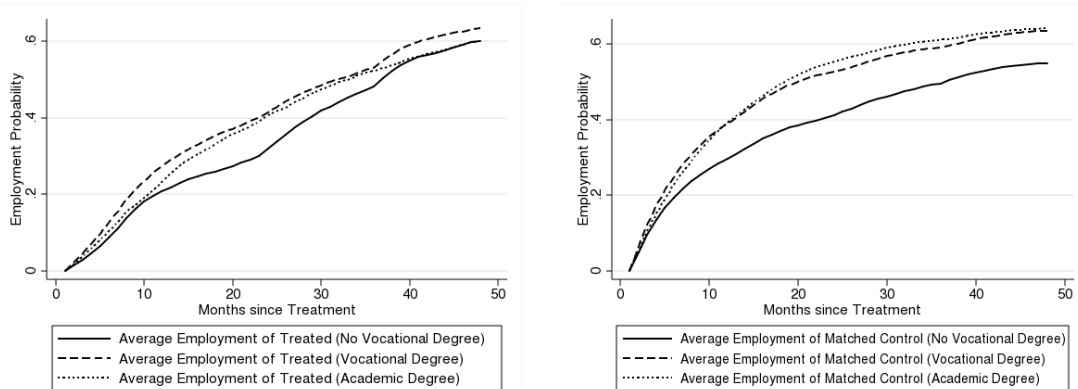 Employment Probability
.6
.4
.2
0
0 10 20 30 40 50
Months since Treatment
Average Employment of Treated (No Vocational Degree)
Average Employment of Treated (Vocational Degree)
Average Employment of Treated (Academic Degree)
Employment Probability
.6
.4
.2
0
0 10 20 30 40 50
Months since Treatment
Average Employment of Matched Control (No Vocational Degree)
Average Employment of Matched Control (Vocational Degree)
Average Employment of Matched Control (Academic Degree)